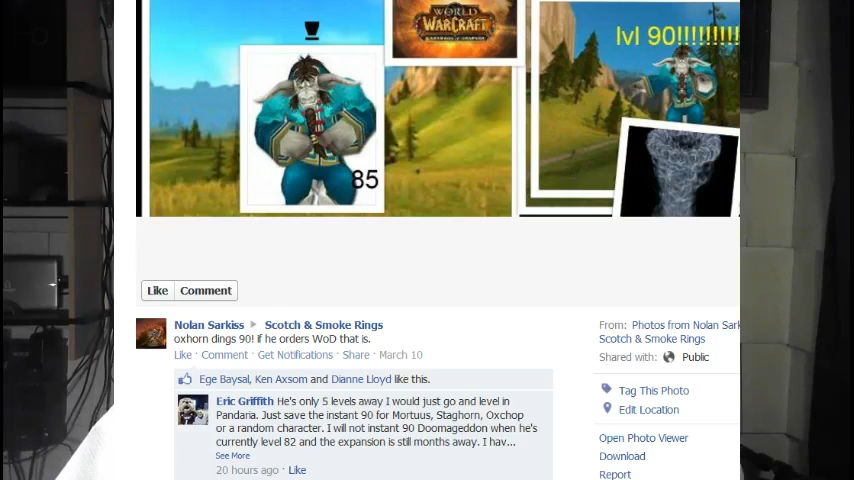 WORLD
WARCRAFT
lvl 90!!!!!!!!!
85
Like Comment
Nolan Sarkiss Scotch & Smoke Rings
oxhorn dings 90! if he orders WoD that is.
Like · Comment · Get Notifications · Share · March 10
Ege Baysal, Ken Axsom and Dianne Lloyd like this.
Eric Griffith He's only 5 levels away I would just go and level in
Pandaria. Just save the instant 90 for Mortuus, Staghorn, Oxchop
or a random character. I will not instant 90 Doomageddon when he's
currently level 82 and the expansion is still months away. I hav...
See More
20 hours ago · Like
From: Photos from Nolan Sark
Scotch & Smoke Rings
Shared with: Public
Tag This Photo
Edit Location
Open Photo Viewer
Download
Report